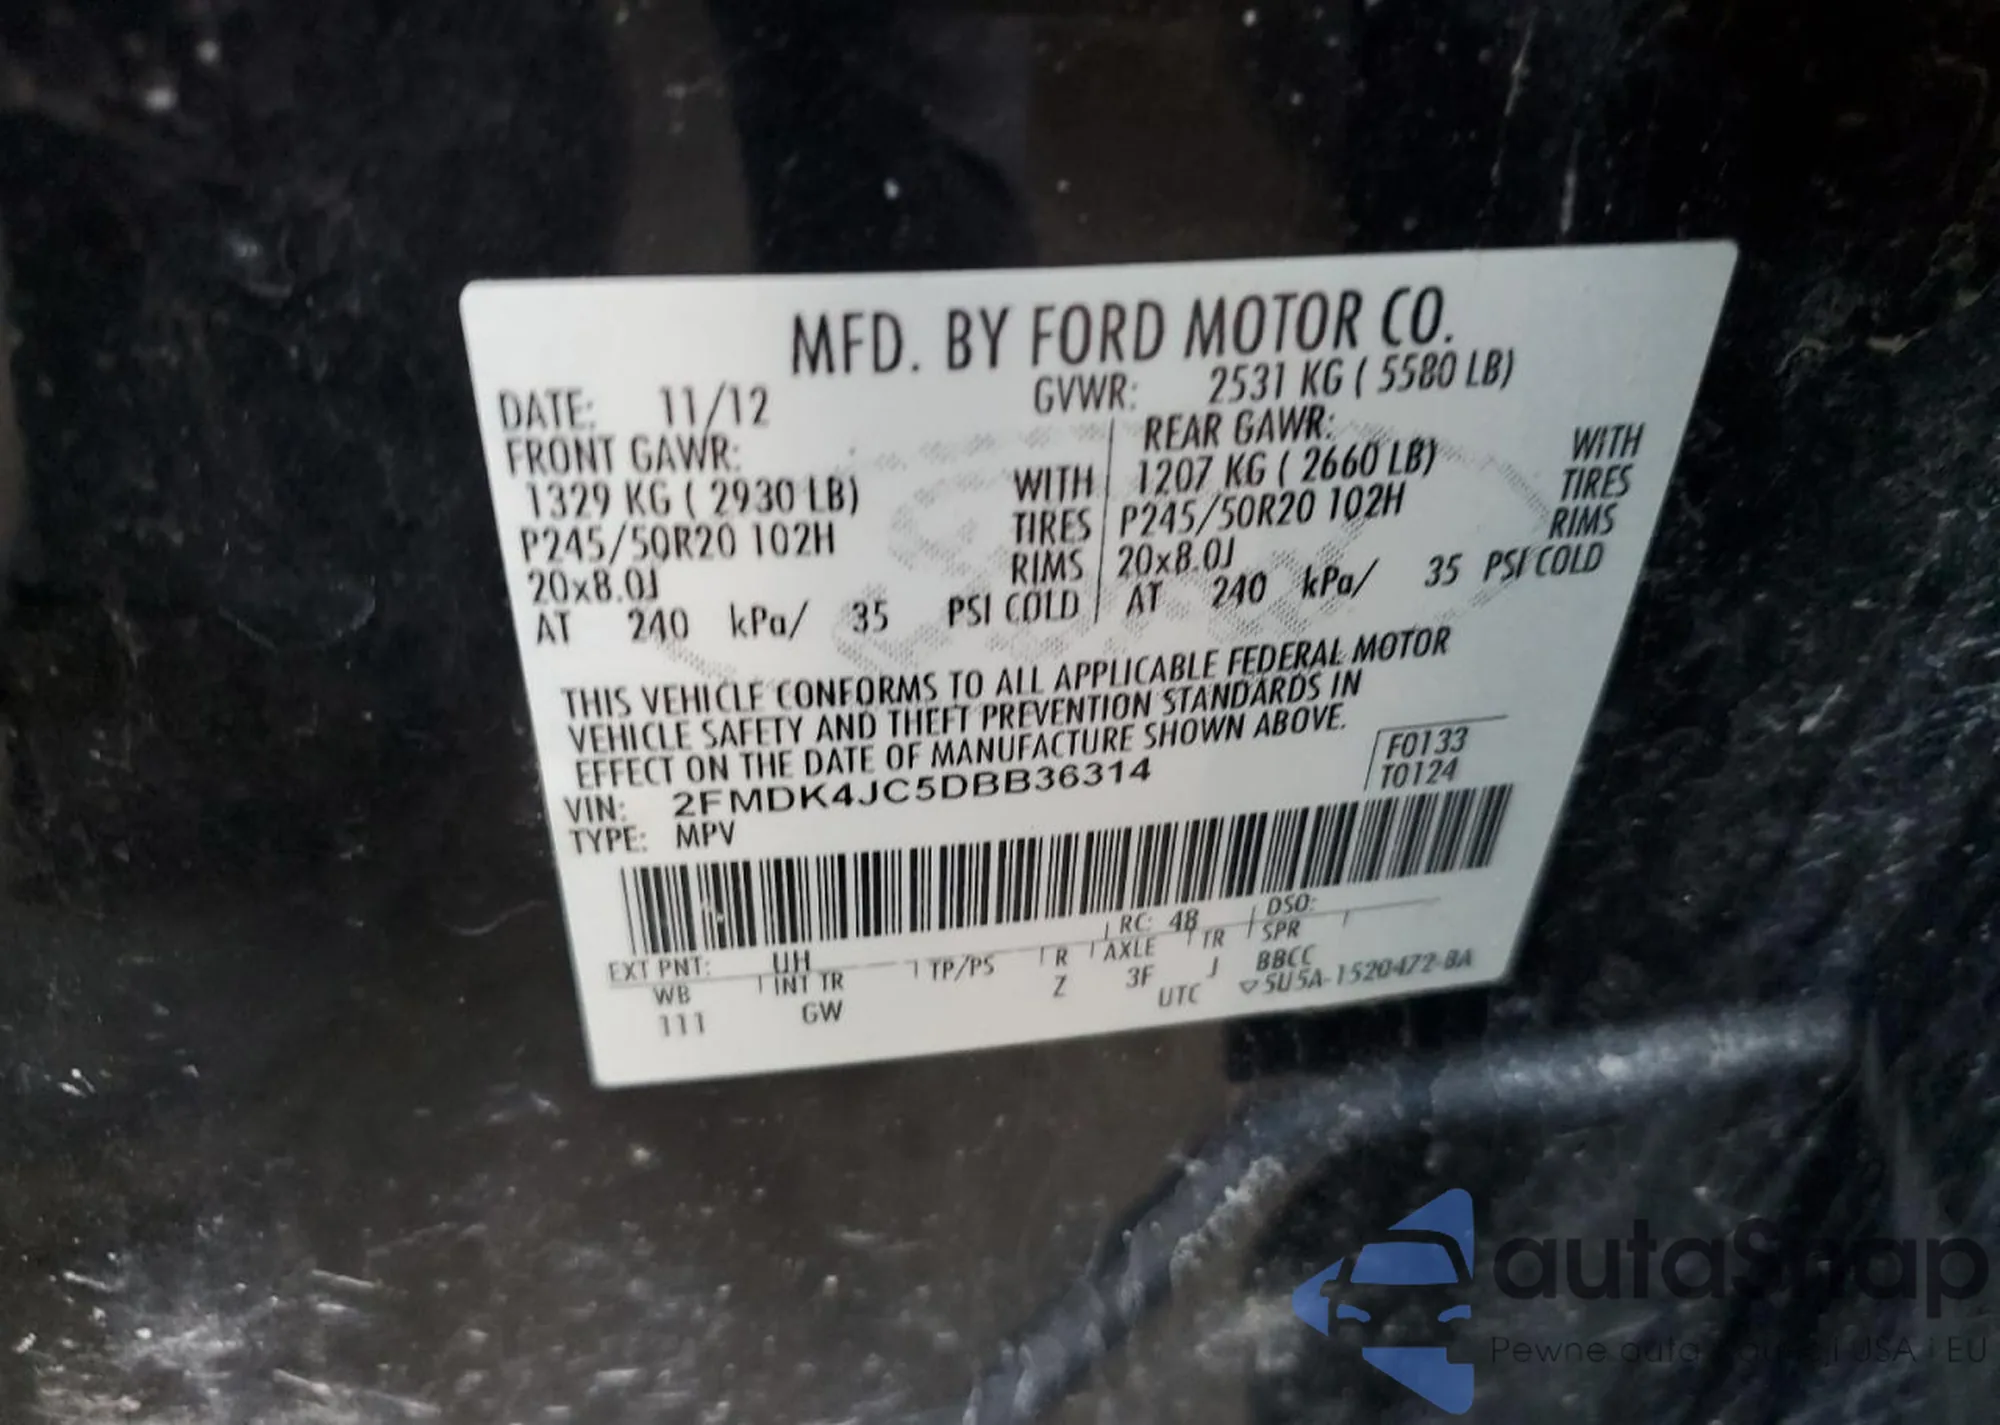 MFD. BY FORD MOTOR CO.
DATE: 11/12 GVWR: 2531 KG ( 5580 LB)
FRONT GAWR: REAR GAWR:
1329 KG ( 2930 LB) WITH 1207 KG ( 2660 LB) WITH
P245/50R20 102H TIRES P245/50R20 102H TIRES
20x8.0J RIMS 20x8.0J RIMS
AT 240 kPa/ 35 PSI COLD AT 240 kPa/ 35 PSI COLD
THIS VEHICLE CONFORMS TO ALL APPLICABLE FEDERAL MOTOR
VEHICLE SAFETY AND THEFT PREVENTION STANDARDS IN
EFFECT ON THE DATE OF MANUFACTURE SHOWN ABOVE.
F0133
VIN: 2FMDK4JC5DBB36314 T0124
TYPE: MPV
EXT PNT: UH RC: 48 DSO:
WB INT TR TP/PS R AXLE TR SPR
111 GW Z 3F J BBCC
UTC ▽5U5A-1520472-BA
autaSnap
Pewne auta USA i EU